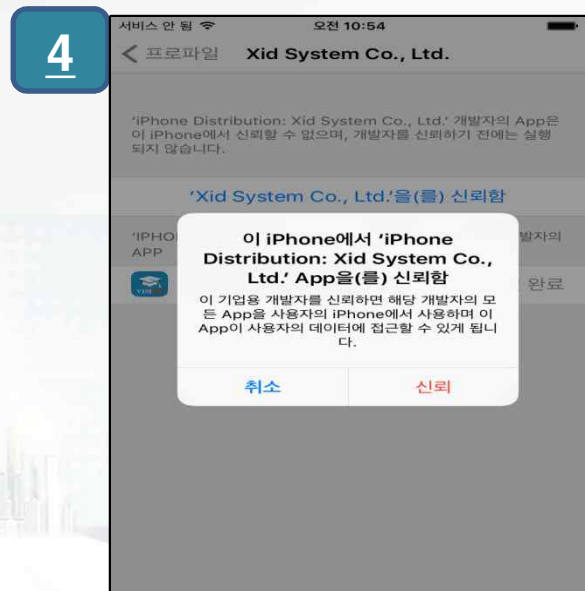 4
서비스 안 됨 오전 10:54
프로파일 Xid System Co., Ltd.
'iPhone Distribution: Xid System Co., Ltd.' 개발자의 App은
이 iPhone에서 신뢰할 수 없으며, 개발자를 신뢰하기 전에는 실행
되지 않습니다.
'Xid System Co., Ltd.'을(를) 신뢰함
'IPHO 발자의
APP
완료
이 iPhone에서 'iPhone
Distribution: Xid System Co.,
Ltd.' App을(를) 신뢰함
이 기업용 개발자를 신뢰하면 해당 개발자의 모
든 App을 사용자의 iPhone에서 사용하며 이
App이 사용자의 데이터에 접근할 수 있게 됩니
다.
취소 신뢰